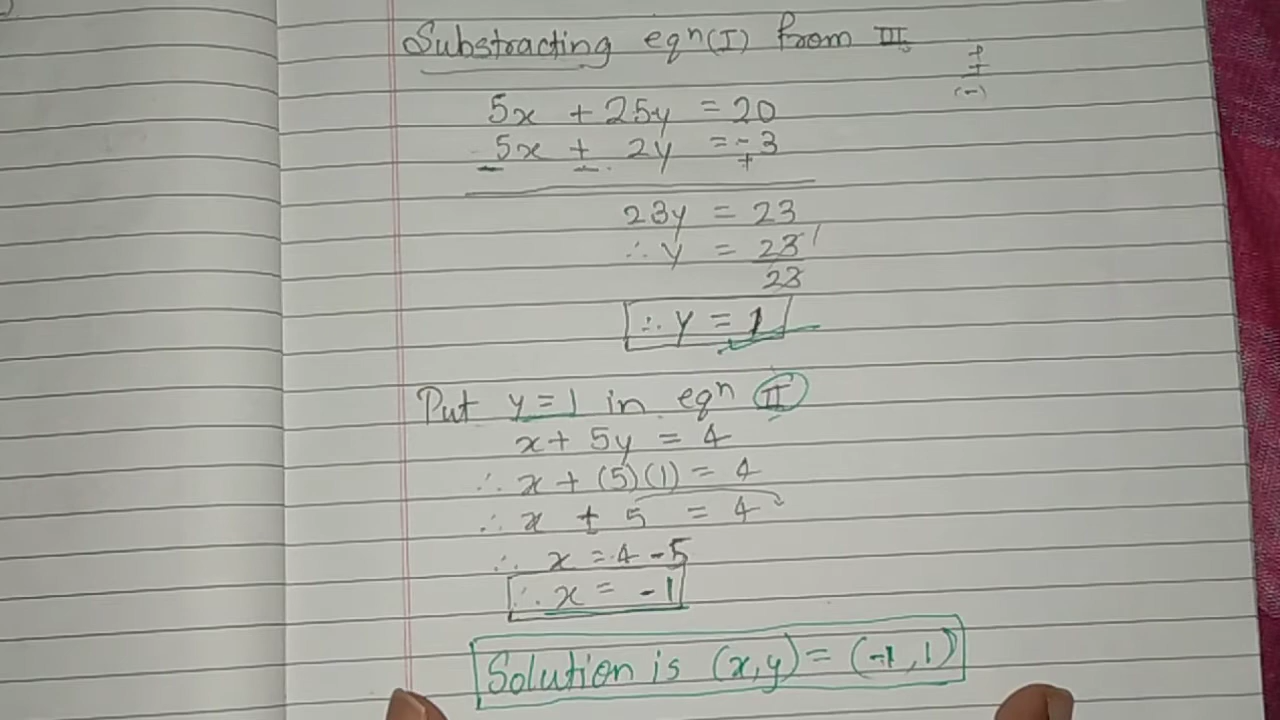 Substracting eqn(I) from III
+
+
(-)
5x + 25y = 20
5x + 2y = -3
- - +
23y = 23
∴ y = 23 1
23
∴ y = 1
Put y = 1 in eqn II
x + 5y = 4
∴ x + (5)(1) = 4
∴ x + 5 = 4
∴ x = 4 - 5
∴ x = -1
Solution is (x,y) = (-1,1)